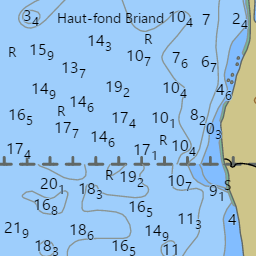 3₄ Haut-fond Briand 10₄ 7 2₄
R 15₉ 14₃ R
10₇ 7₆ 6₇
13₇
14₉ 19₂ 10₄ 4₆
14₆
16₅ R 17₄ 10₁ 8₂
17₇ 0₃
14₆
17₄ 17₁ R 10₄
R 19₂ 10₇ S
20₁ 18₃ 9₁
16₈ 16₅
11₃ 4
21₉ 18₆ 14₉
18₃ 16₅ 11